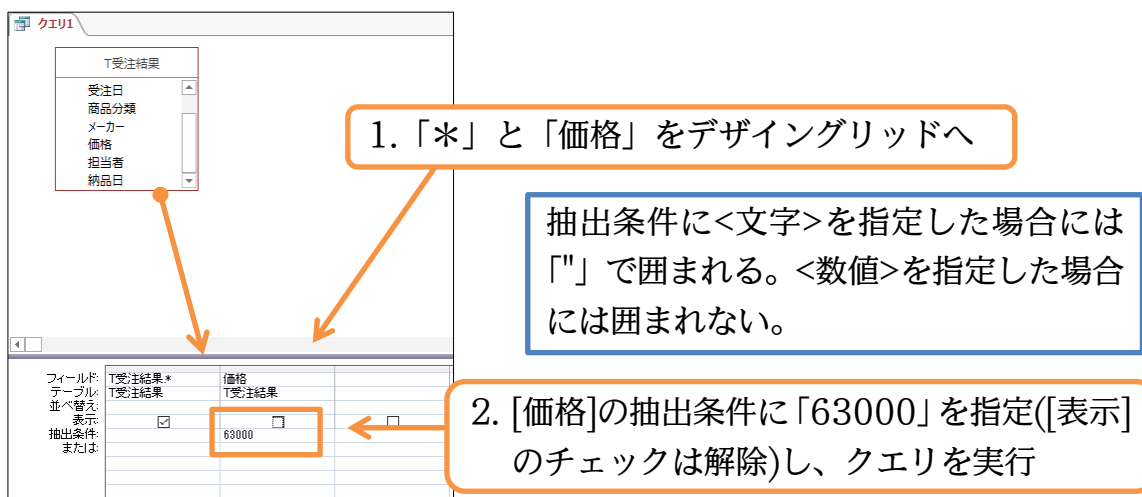 クエリ1
T受注結果
受注日
商品分類
メーカー
価格
担当者
納品日
1.「＊」と「価格」をデザイングリッドへ
抽出条件に<文字>を指定した場合には
「"」で囲まれる。<数値>を指定した場合
には囲まれない。
フィールド: T受注結果.* 価格
テーブル: T受注結果 T受注結果
並べ替え:
表示:
抽出条件: 63000
または:
2. [価格]の抽出条件に「63000」を指定([表示]
のチェックは解除)し、クエリを実行